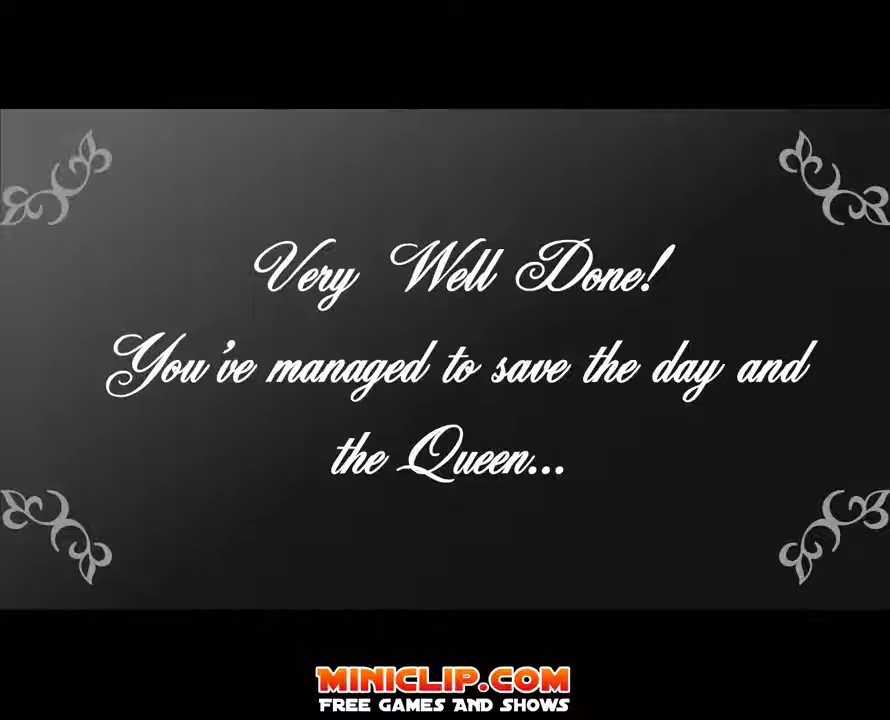 Very Well Done!
You've managed to save the day and
the Queen...
MINICLIP.COM
FREE GAMES AND SHOWS